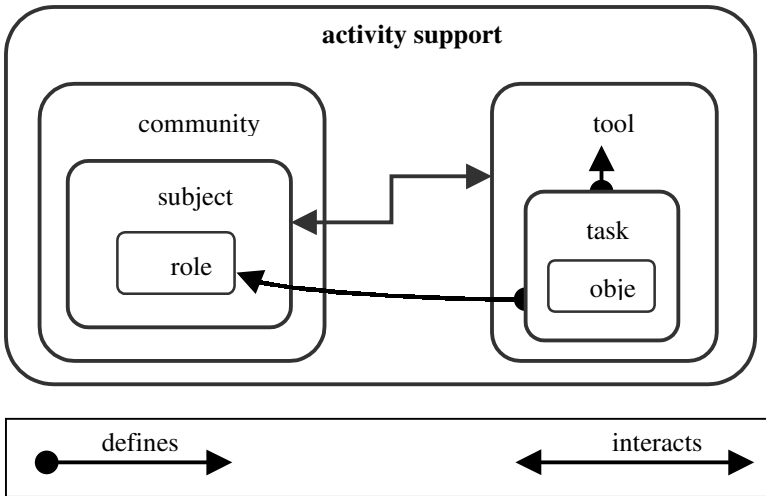 activity support
community
tool
subject
task
role
obje
defines
interacts